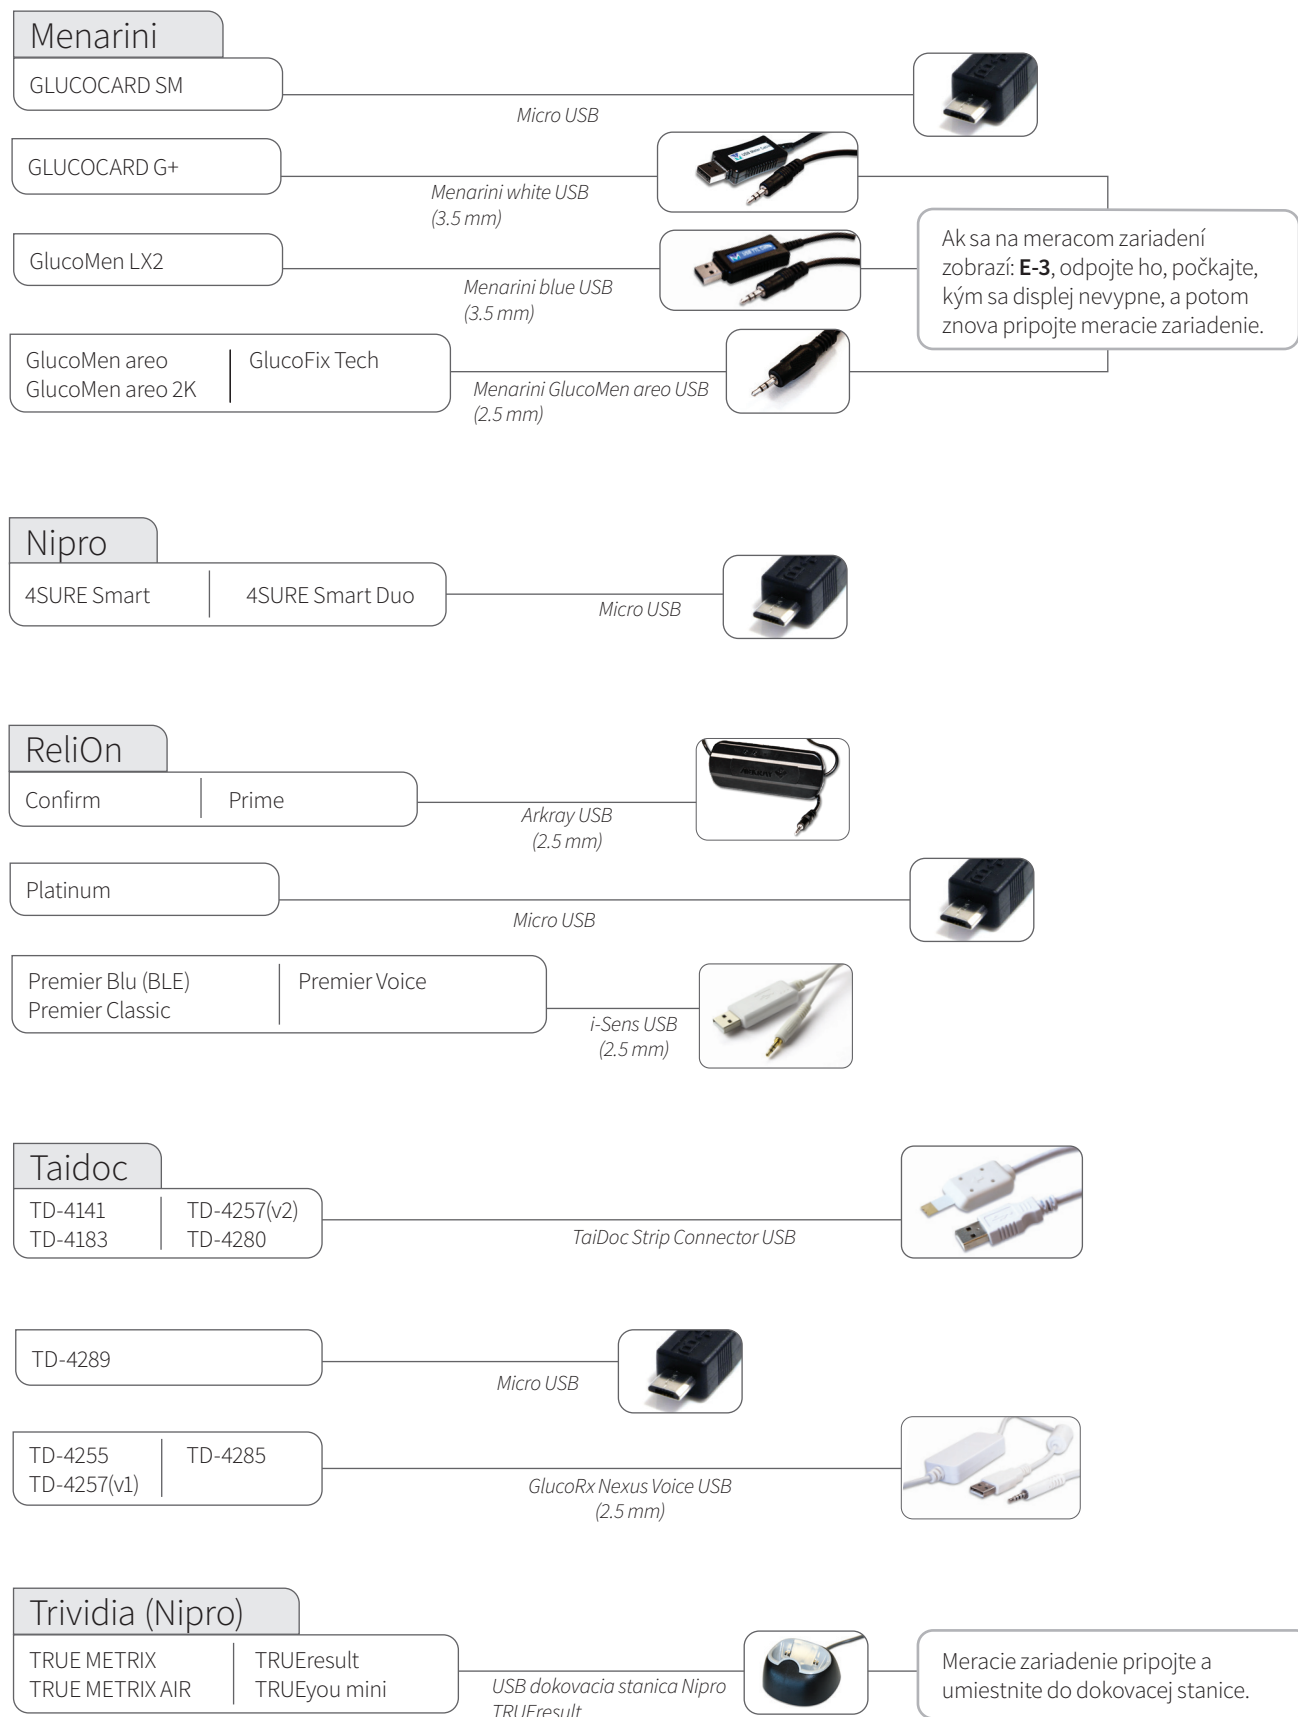 Menarini
GLUCOCARD SM
Micro USB
GLUCOCARD G+
Menarini white USB
(3.5 mm)
GlucoMen LX2
Menarini blue USB
(3.5 mm)
GlucoMen areo
GlucoMen areo 2K
GlucoFix Tech
Menarini GlucoMen areo USB
(2.5 mm)
Ak sa na meracom zariadení
zobrazí: E-3, odpojte ho, počkajte,
kým sa displej nevypne, a potom
znova pripojte meracie zariadenie.
Nipro
4SURE Smart
4SURE Smart Duo
Micro USB
ReliOn
Confirm
Prime
Arkray USB
(2.5 mm)
Platinum
Micro USB
Premier Blu (BLE)
Premier Classic
Premier Voice
i-Sens USB
(2.5 mm)
Taidoc
TD-4141
TD-4183
TD-4257(v2)
TD-4280
TaiDoc Strip Connector USB
TD-4289
Micro USB
TD-4255
TD-4257(v1)
TD-4285
GlucoRx Nexus Voice USB
(2.5 mm)
Trividia (Nipro)
TRUE METRIX
TRUE METRIX AIR
TRUEresult
TRUEyou mini
USB dokovacia stanica Nipro
TRUEresult
Meracie zariadenie pripojte a
umiestnite do dokovacej stanice.